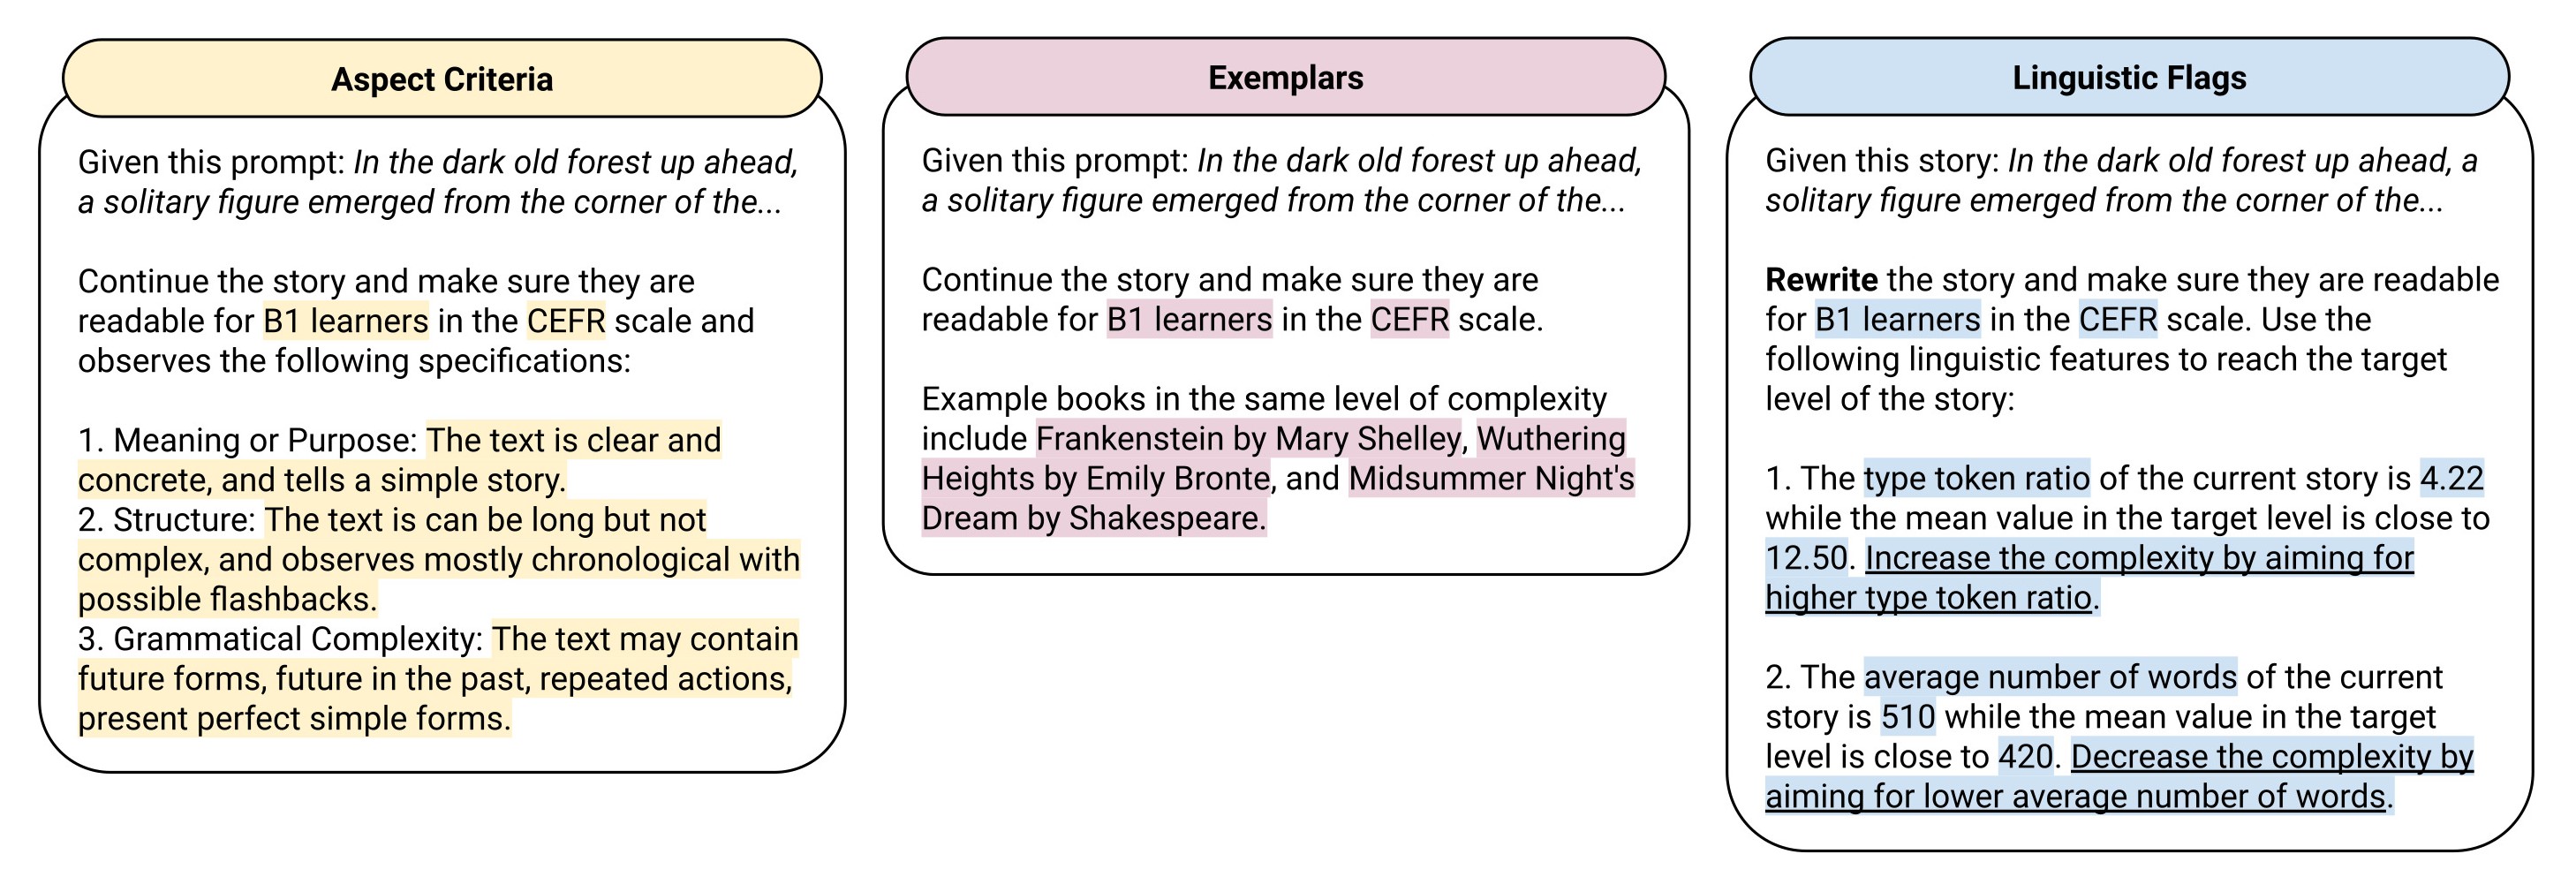 Aspect Criteria
Given this prompt: In the dark old forest up ahead,
a solitary figure emerged from the corner of the...
Continue the story and make sure they are
readable for B1 learners in the CEFR scale and
observes the following specifications:
1. Meaning or Purpose: The text is clear and
concrete, and tells a simple story.
2. Structure: The text is can be long but not
complex, and observes mostly chronological with
possible flashbacks.
3. Grammatical Complexity: The text may contain
future forms, future in the past, repeated actions,
present perfect simple forms.
Exemplars
Given this prompt: In the dark old forest up ahead,
a solitary figure emerged from the corner of the...
Continue the story and make sure they are
readable for B1 learners in the CEFR scale.
Example books in the same level of complexity
include Frankenstein by Mary Shelley, Wuthering
Heights by Emily Bronte, and Midsummer Night's
Dream by Shakespeare.
Linguistic Flags
Given this story: In the dark old forest up ahead, a
solitary figure emerged from the corner of the...
Rewrite the story and make sure they are readable
for B1 learners in the CEFR scale. Use the
following linguistic features to reach the target
level of the story:
1. The type token ratio of the current story is 4.22
while the mean value in the target level is close to
12.50. Increase the complexity by aiming for
higher type token ratio.
2. The average number of words of the current
story is 510 while the mean value in the target
level is close to 420. Decrease the complexity by
aiming for lower average number of words.